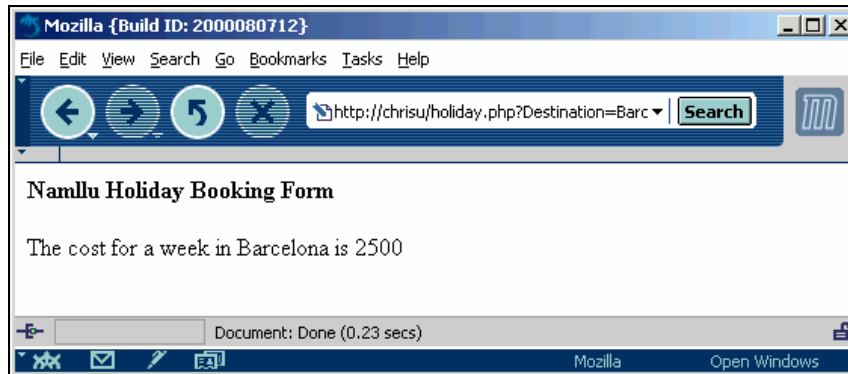 Mozilla {Build ID: 2000080712}
File Edit View Search Go Bookmarks Tasks Help
http://chrisu/holiday.php?Destination=Barc Search
Namllu Holiday Booking Form
The cost for a week in Barcelona is 2500
Document: Done (0.23 secs)
Mozilla Open Windows